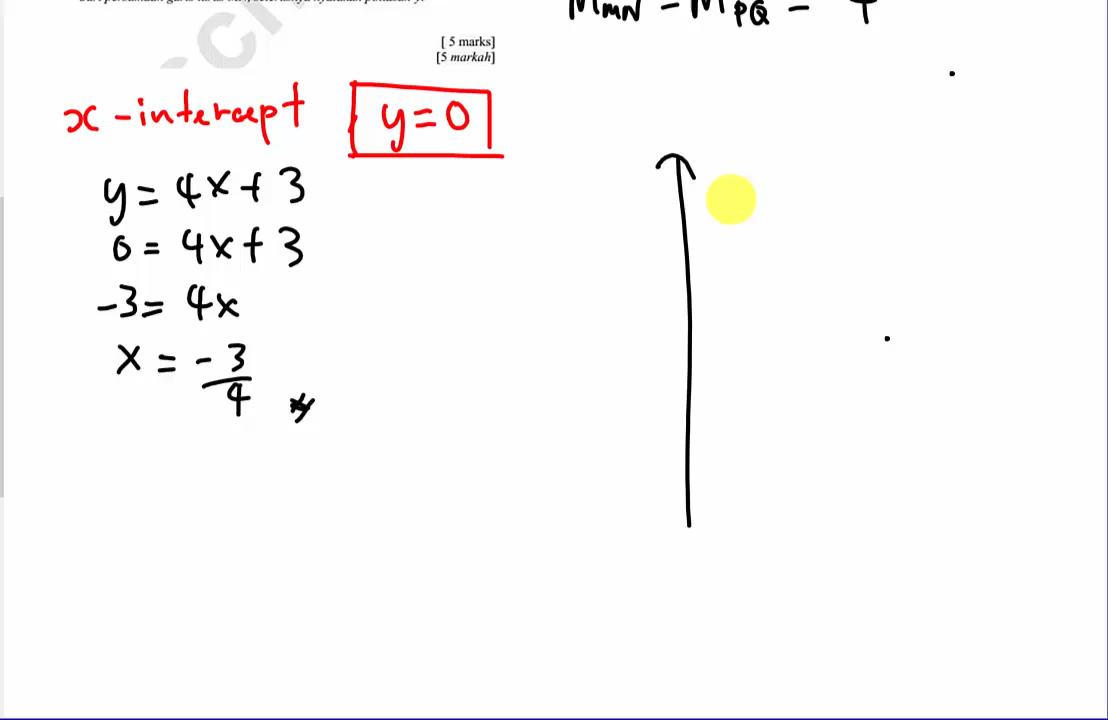 [ 5 marks]
[5 markah]
x -intercept y=0
y = 4x + 3
0 = 4x + 3
-3 = 4x
x = - 3
4